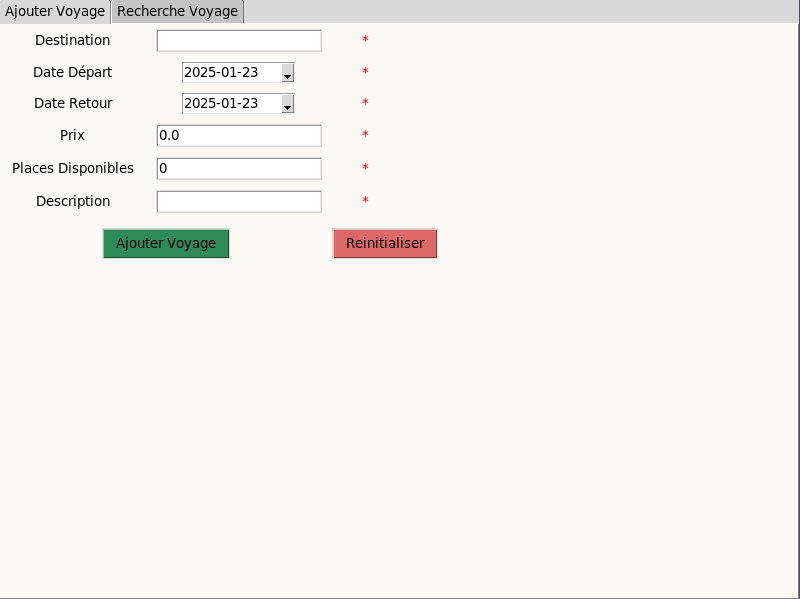 Ajouter Voyage Recherche Voyage
Destination *
Date Départ 2025-01-23 *
Date Retour 2025-01-23 *
Prix 0.0 *
Places Disponibles 0 *
Description *
Ajouter Voyage Reinitialiser